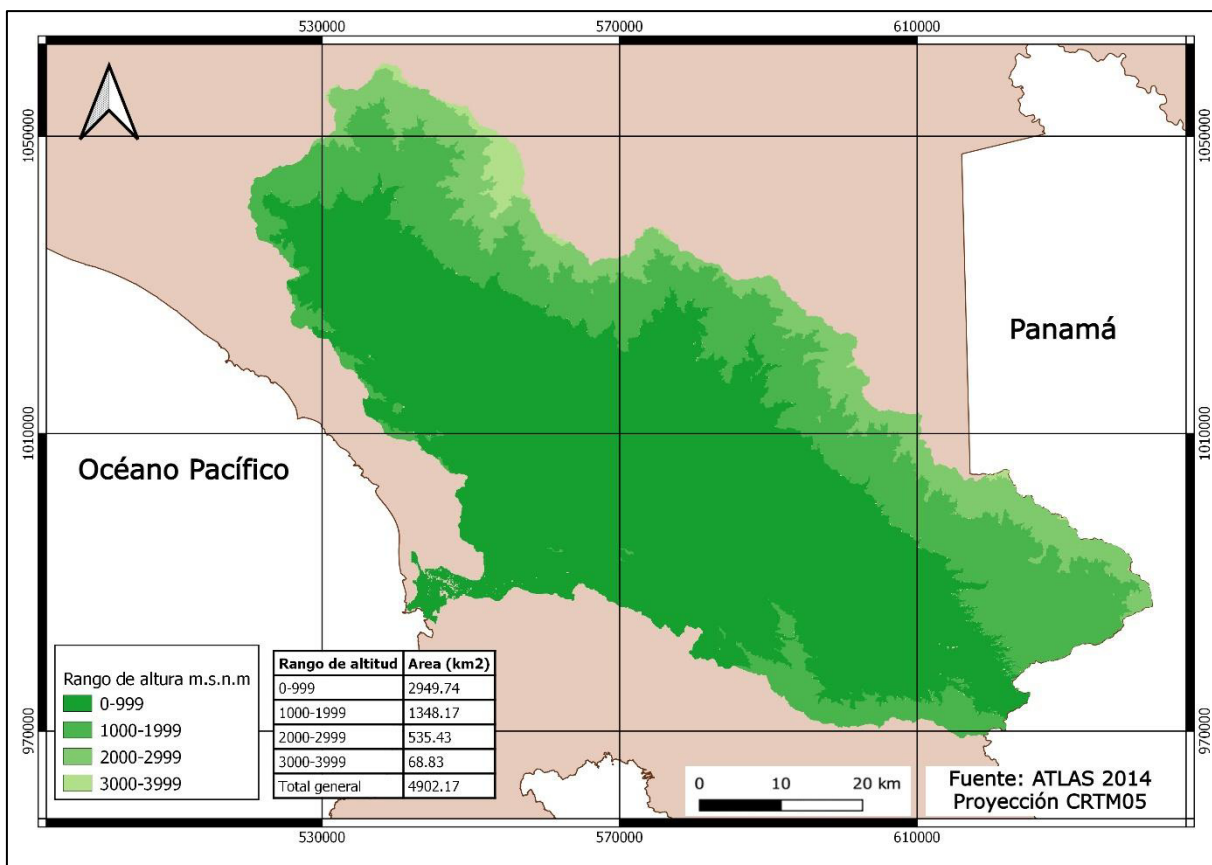 530000
570000
610000
1050000
1050000
Panamá
1010000
1010000
Océano Pacífico
Rango de altura m.s.n.m
0-999
1000-1999
2000-2999
3000-3999
Rango de altitud Area (km2)
0-999 2949.74
1000-1999 1348.17
2000-2999 535.43
3000-3999 68.83
Total general 4902.17
970000
970000
0 10 20 km
Fuente: ATLAS 2014
Proyección CRTM05
530000
570000
610000